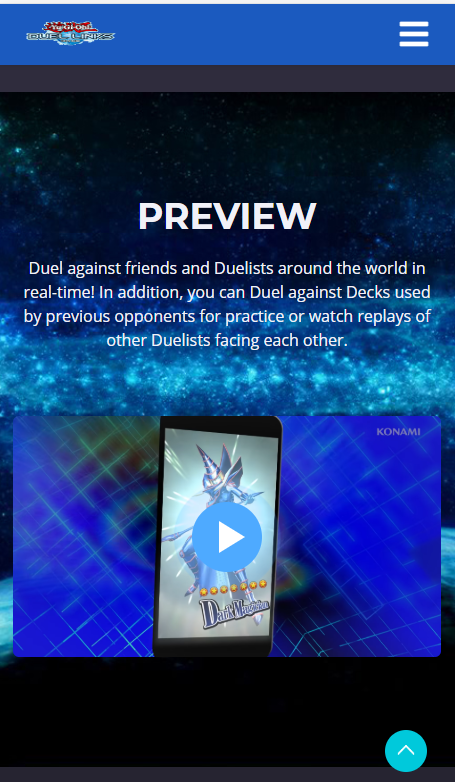 Yu-Gi-Oh!
DUEL LINKS
PREVIEW
Duel against friends and Duelists around the world in
real-time! In addition, you can Duel against Decks used
by previous opponents for practice or watch replays of
other Duelists facing each other.
KONAMI
Dark Magician